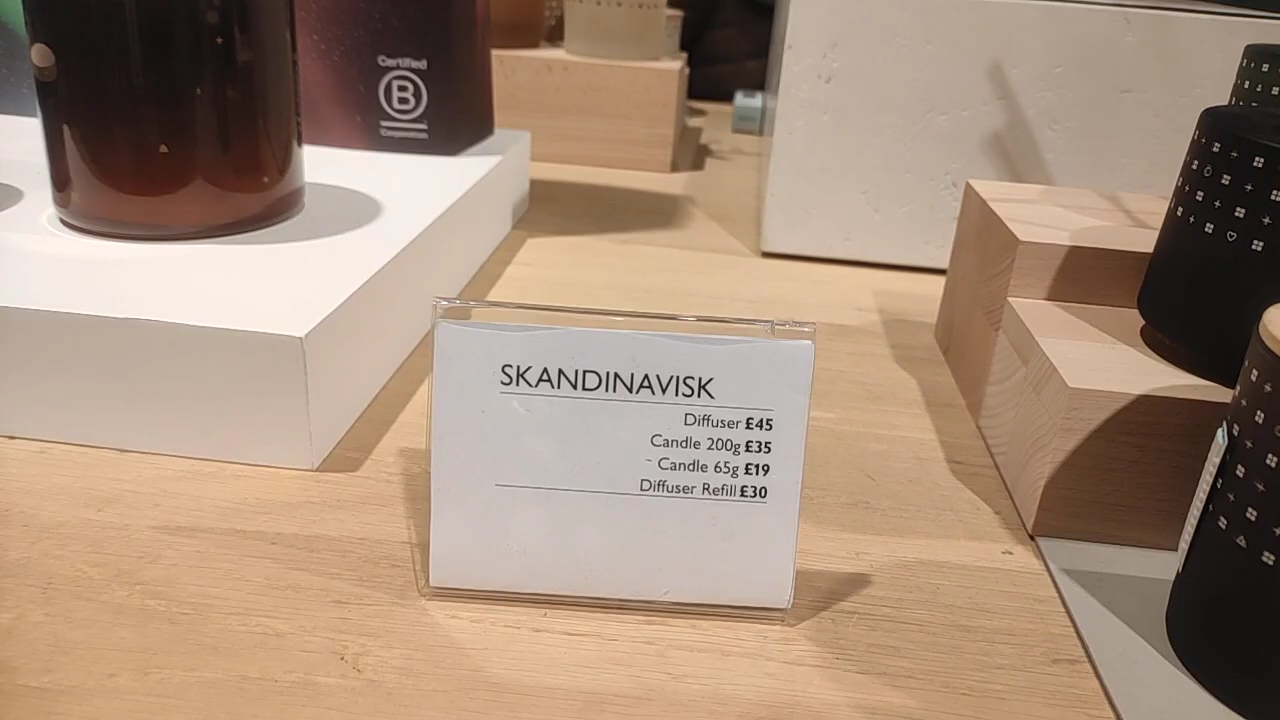 Certified
B
Corporation
SKANDINAVISK
Diffuser £45
Candle 200g £35
Candle 65g £19
Diffuser Refill £30